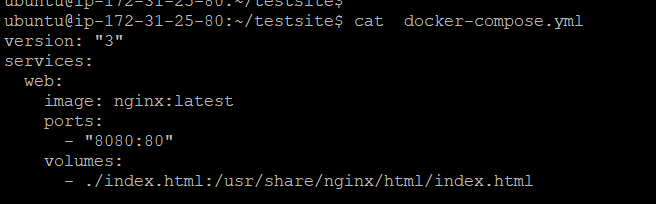 ubuntu@ip-172-31-25-80:~/testsite$
ubuntu@ip-172-31-25-80:~/testsite$ cat  docker-compose.yml
version: "3"
services:
  web:
    image: nginx:latest
    ports:
      - "8080:80"
    volumes:
      - ./index.html:/usr/share/nginx/html/index.html